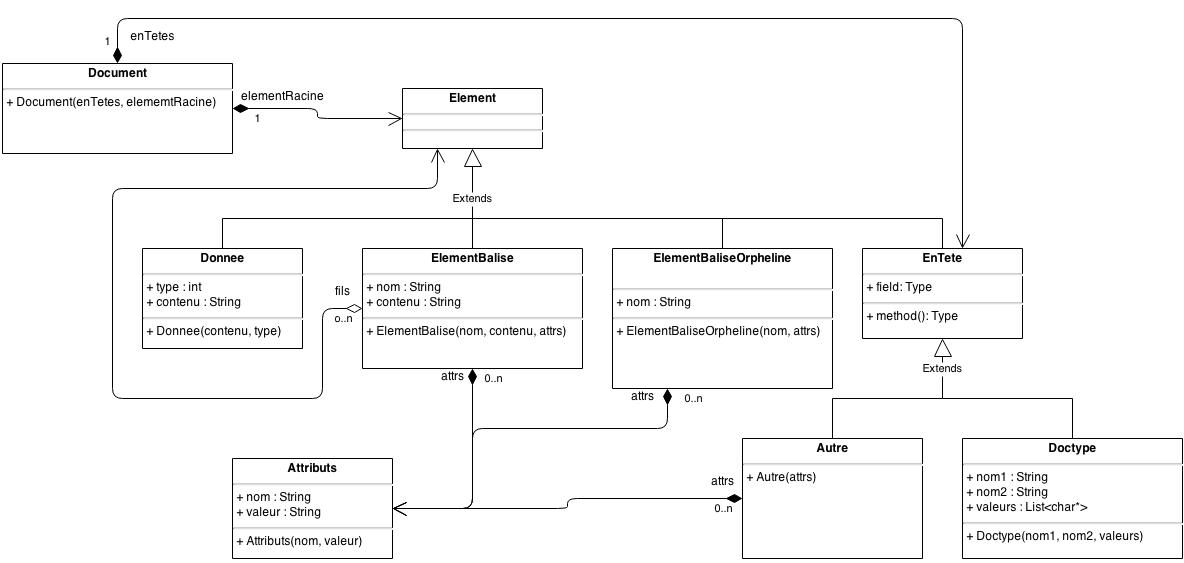 enTetes
1
Document
+ Document(enTetes, elememtRacine)
elementRacine
1
Element
Extends
Donnee
+ type : int
+ contenu : String
+ Donnee(contenu, type)
fils
o..n
ElementBalise
+ nom : String
+ contenu : String
+ ElementBalise(nom, contenu, attrs)
attrs
0..n
ElementBaliseOrpheline
+ nom : String
+ ElementBaliseOrpheline(nom, attrs)
attrs
0..n
EnTete
+ field: Type
+ method(): Type
Extends
Attributs
+ nom : String
+ valeur : String
+ Attributs(nom, valeur)
attrs
0..n
Autre
+ Autre(attrs)
Doctype
+ nom1 : String
+ nom2 : String
+ valeurs : List<char*>
+ Doctype(nom1, nom2, valeurs)